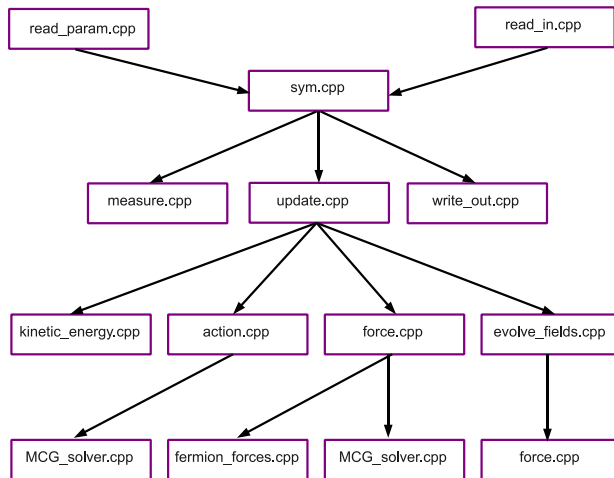 read_param.cpp
read_in.cpp
sym.cpp
measure.cpp
update.cpp
write_out.cpp
kinetic_energy.cpp
action.cpp
force.cpp
evolve_fields.cpp
MCG_solver.cpp
fermion_forces.cpp
MCG_solver.cpp
force.cpp